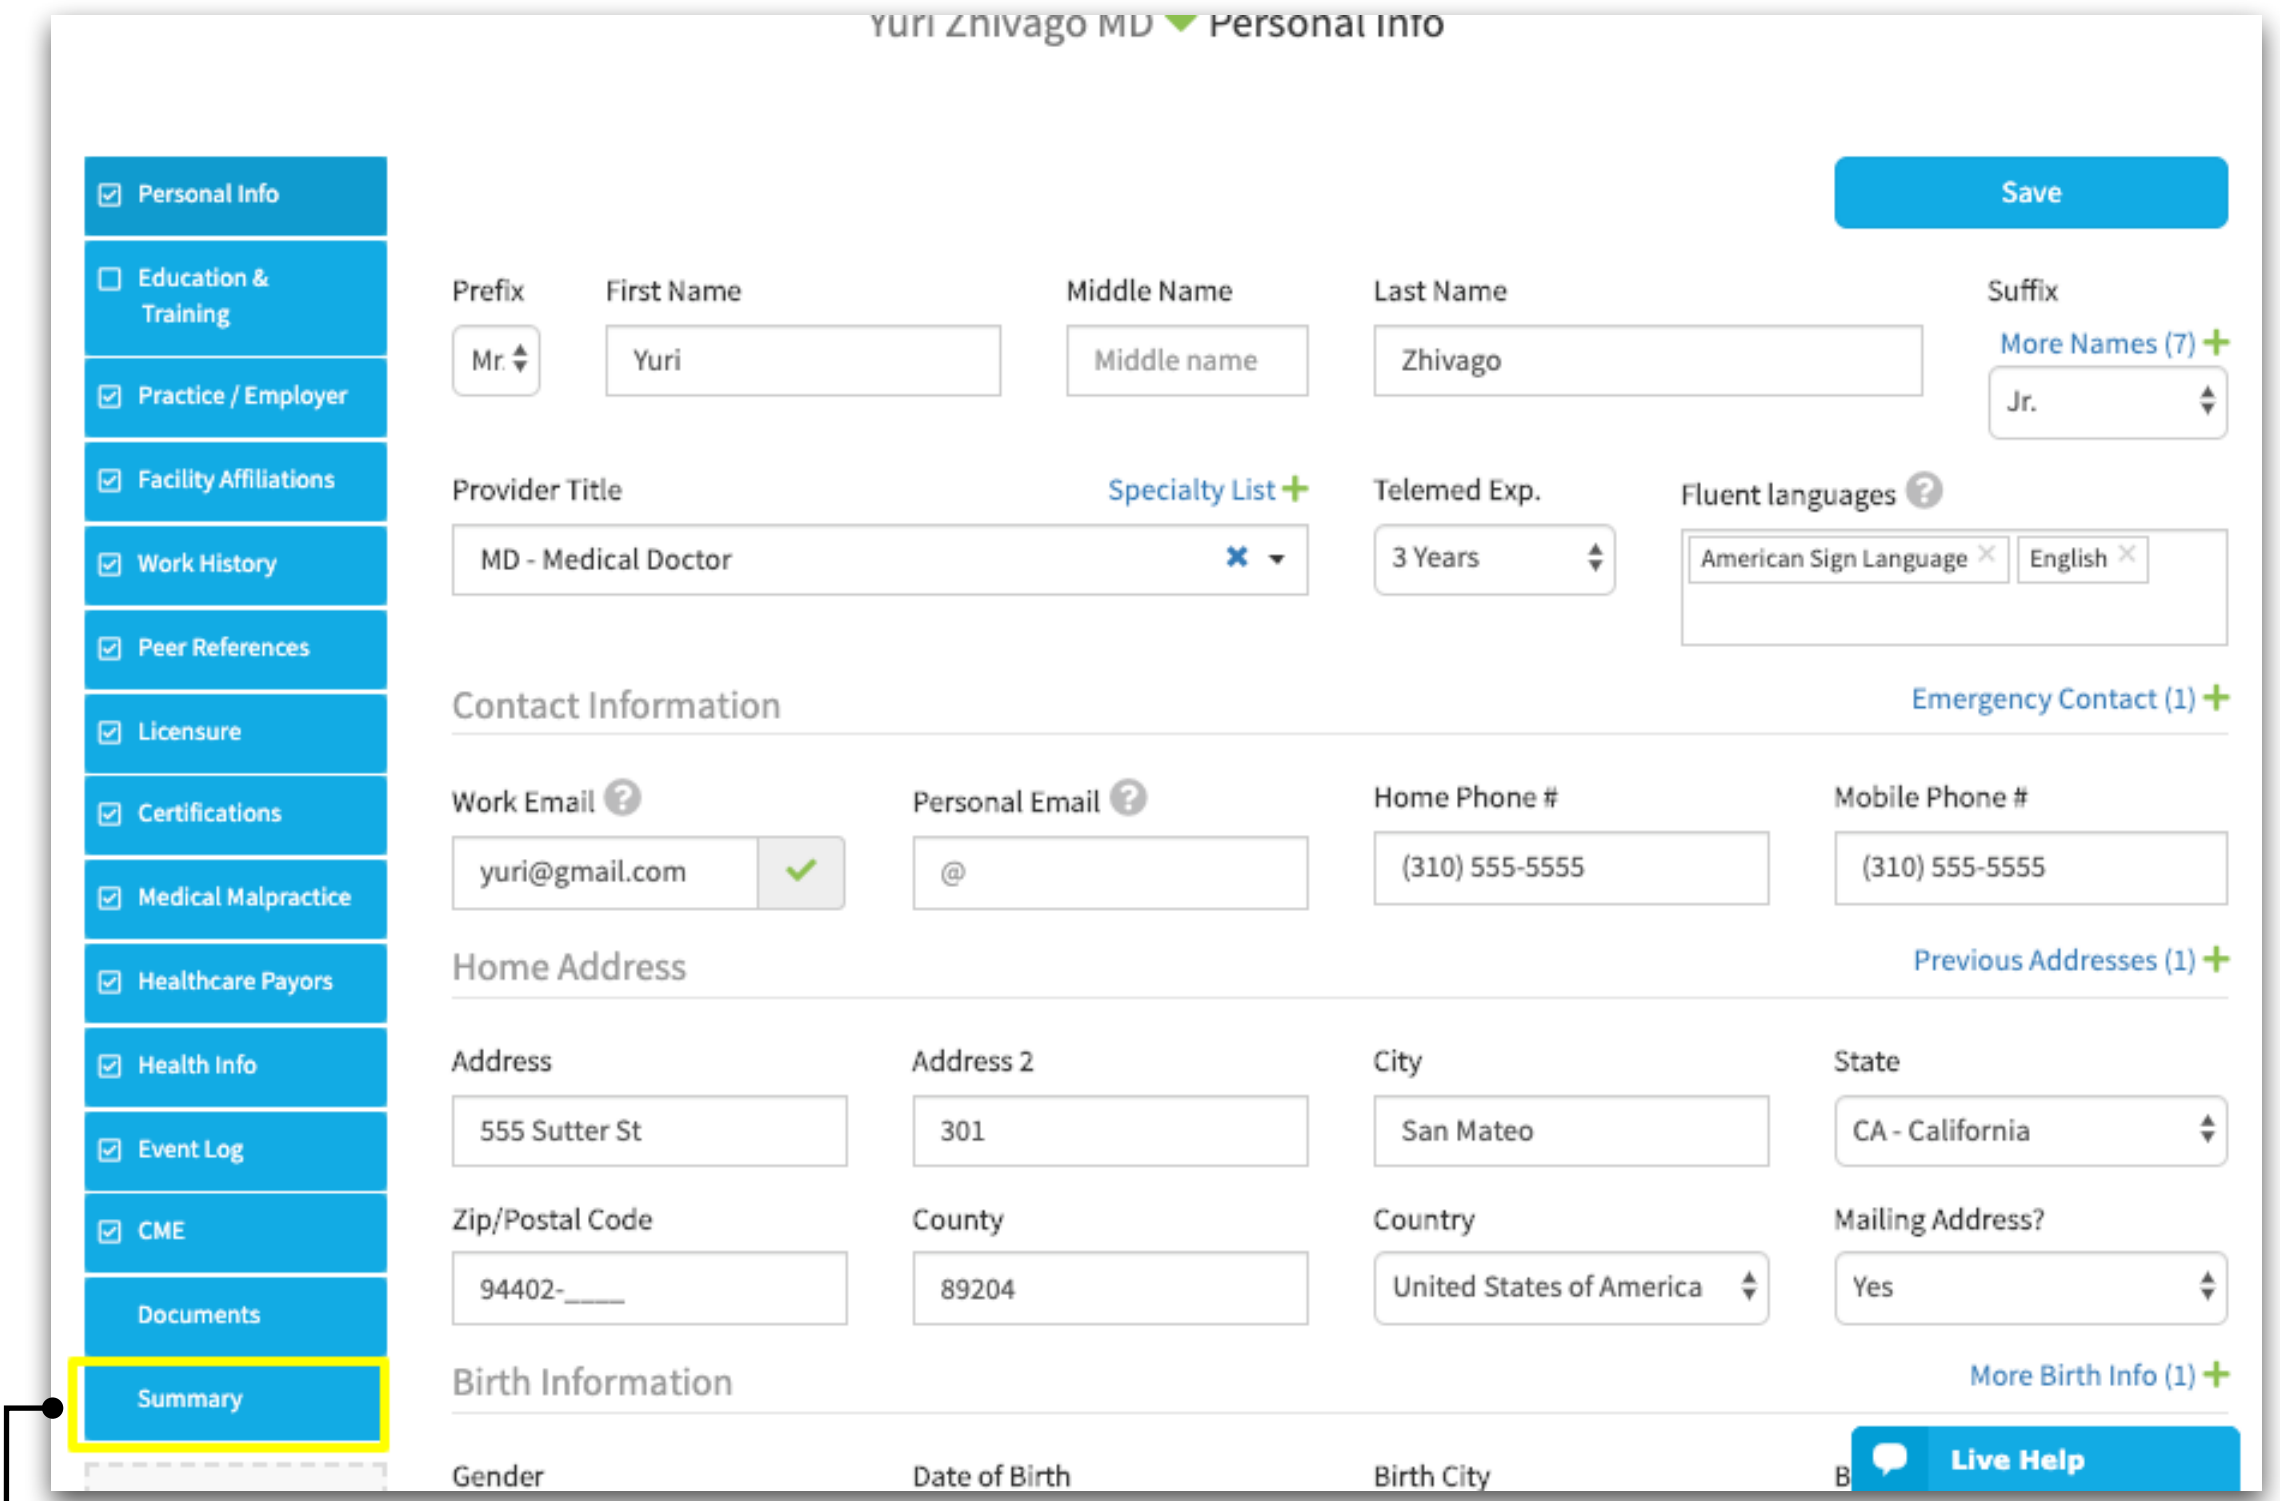 Yuri Zhivago MD Personal Info
Personal Info
Save
Education &
Training
Prefix First Name Middle Name Last Name Suffix
More Names (7)
Mr. Yuri Middle name Zhivago Jr.
Practice / Employer
Facility Affiliations
Provider Title Specialty List Telemed Exp. Fluent languages ?
MD - Medical Doctor 3 Years American Sign Language English
Work History
Peer References
Contact Information Emergency Contact (1)
Licensure
Work Email ? Personal Email ? Home Phone # Mobile Phone #
Certifications
yuri@gmail.com @ (310) 555-5555 (310) 555-5555
Medical Malpractice
Home Address Previous Addresses (1)
Healthcare Payors
Address Address 2 City State
Health Info
555 Sutter St 301 San Mateo CA - California
Event Log
Zip/Postal Code County Country Mailing Address?
CME
94402-____ 89204 United States of America Yes
Documents
Birth Information More Birth Info (1)
Summary
Gender Date of Birth Birth City B
Live Help